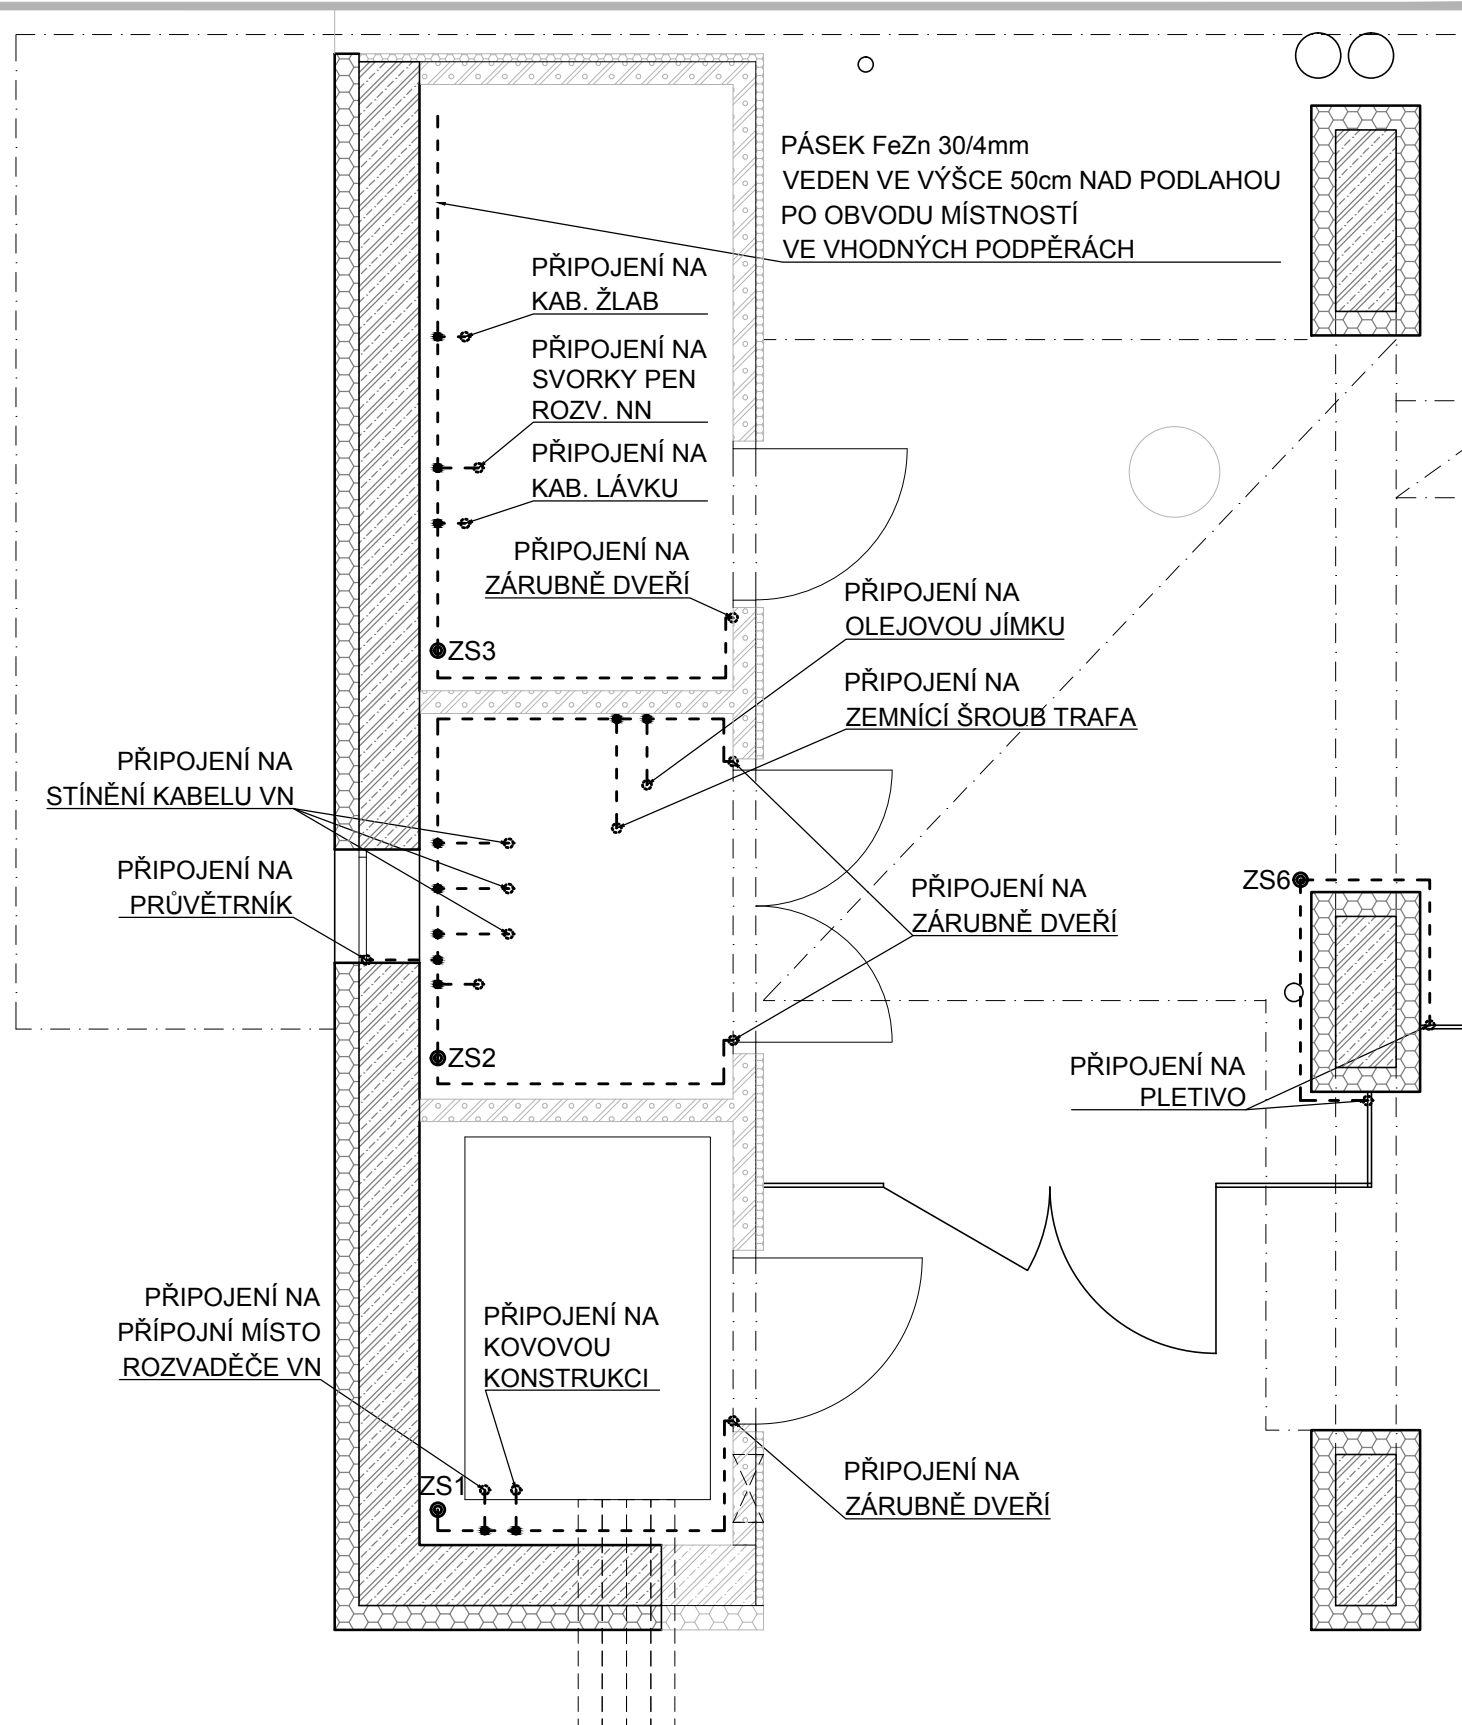 PÁSEK FeZn 30/4mm
VEDEN VE VÝŠCE 50cm NAD PODLAHOU
PO OBVODU MÍSTNOSTÍ
VE VHODNÝCH PODPĚRÁCH
PŘIPOJENÍ NA
KAB. ŽLAB
PŘIPOJENÍ NA
SVORKY PEN
ROZV. NN
PŘIPOJENÍ NA
KAB. LÁVKU
PŘIPOJENÍ NA
ZÁRUBNĚ DVEŘÍ
PŘIPOJENÍ NA
OLEJOVOU JÍMKU
ZS3
PŘIPOJENÍ NA
ZEMNÍCÍ ŠROUB TRAFA
PŘIPOJENÍ NA
STÍNĚNÍ KABELU VN
PŘIPOJENÍ NA
PRŮVĚTRNÍK
PŘIPOJENÍ NA
ZÁRUBNĚ DVEŘÍ
ZS6
ZS2
PŘIPOJENÍ NA
PLETIVO
PŘIPOJENÍ NA
PŘÍPOJNÍ MÍSTO
ROZVADĚČE VN
PŘIPOJENÍ NA
KOVOVOU
KONSTRUKCI
ZS1
PŘIPOJENÍ NA
ZÁRUBNĚ DVEŘÍ